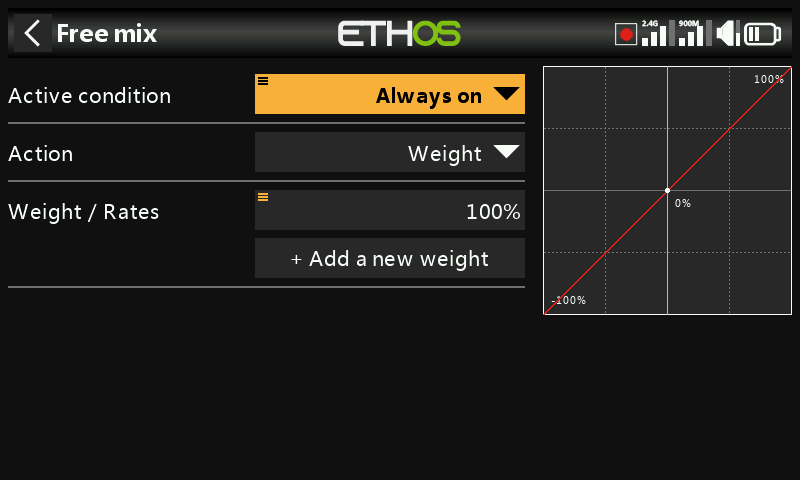 Free mix
ETHOS
2.4G
900M
Active condition
Always on
Action
Weight
Weight / Rates
100%
+ Add a new weight
100%
0%
-100%